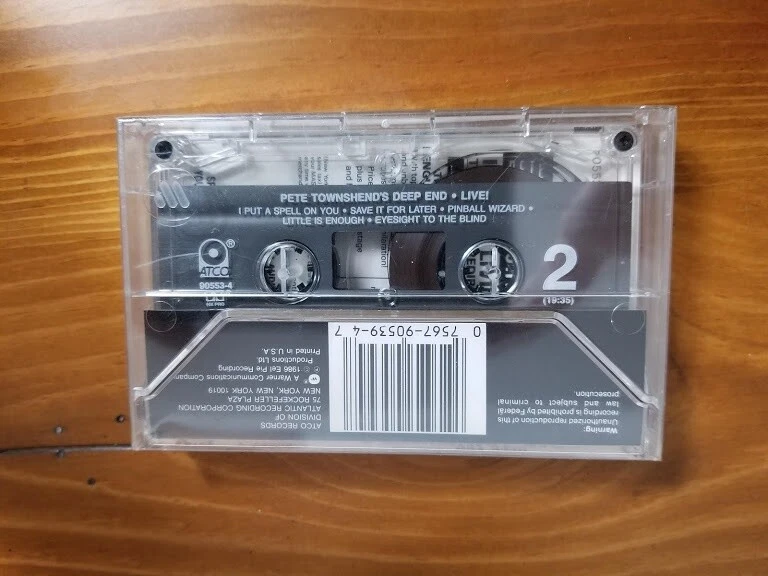 PETE TOWNSHEND'S DEEP END • LIVE!
I PUT A SPELL ON YOU • SAVE IT FOR LATER • PINBALL WIZARD •
LITTLE IS ENOUGH • EYESIGHT TO THE BLIND
ATCO®
90553-4
2
(19:35)
0 7567-90539-4 7
Warning:
Unauthorized reproduction of this
recording is prohibited by Federal
law and subject to criminal
prosecution.
ATCO RECORDS
DIVISION OF
ATLANTIC RECORDING CORPORATION
75 ROCKEFELLER PLAZA
NEW YORK, NEW YORK 10019
A Warner Communications Company
℗ © 1986 Eel Pie Recording
Productions Ltd.
Printed in U.S.A.